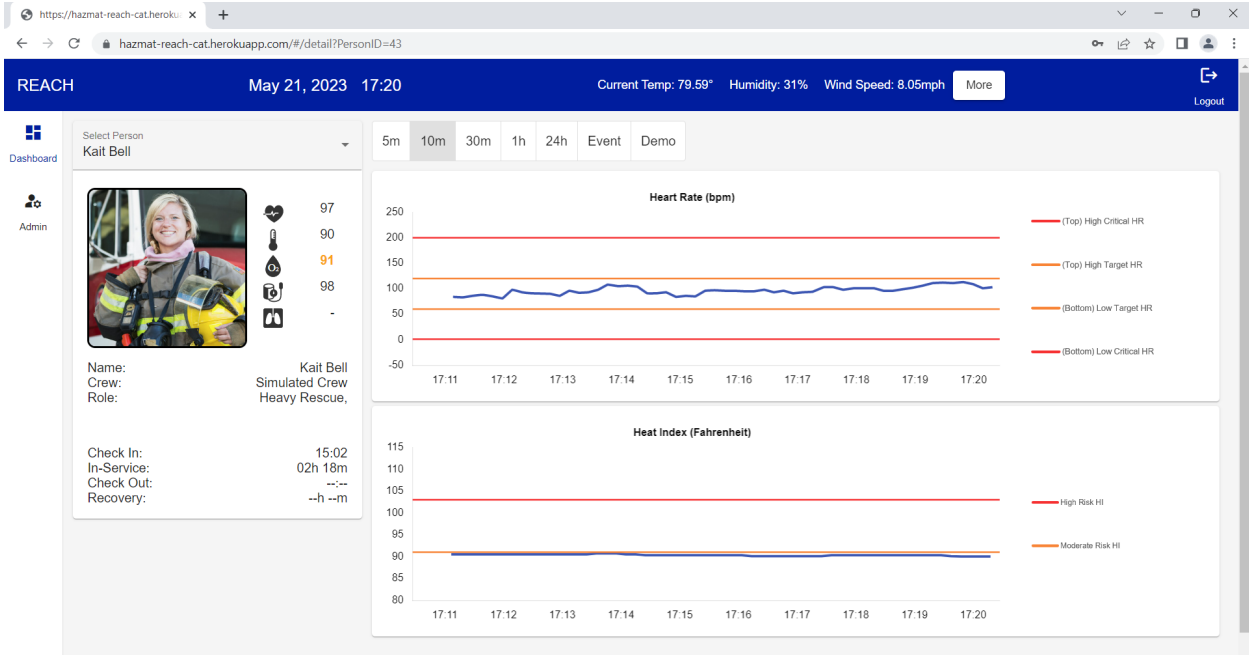 https://hazmat-reach-cat.heroku
hazmat-reach-cat.herokuapp.com/#/detail?PersonID=43
REACH
May 21, 2023 17:20
Current Temp: 79.59° Humidity: 31% Wind Speed: 8.05mph More
Logout
Dashboard
Admin
Select Person
Kait Bell
5m 10m 30m 1h 24h Event Demo
97
90
O₂ 91
98
-
Name: Kait Bell
Crew: Simulated Crew
Role: Heavy Rescue,
Check In: 15:02
In-Service: 02h 18m
Check Out: --:--
Recovery: --h --m
Heart Rate (bpm)
250
200
150
100
50
0
-50
17:11 17:12 17:13 17:14 17:15 17:16 17:17 17:18 17:19 17:20
(Top) High Critical HR
(Top) High Target HR
(Bottom) Low Target HR
(Bottom) Low Critical HR
Heat Index (Fahrenheit)
115
110
105
100
95
90
85
80
17:11 17:12 17:13 17:14 17:15 17:16 17:17 17:18 17:19 17:20
High Risk HI
Moderate Risk HI